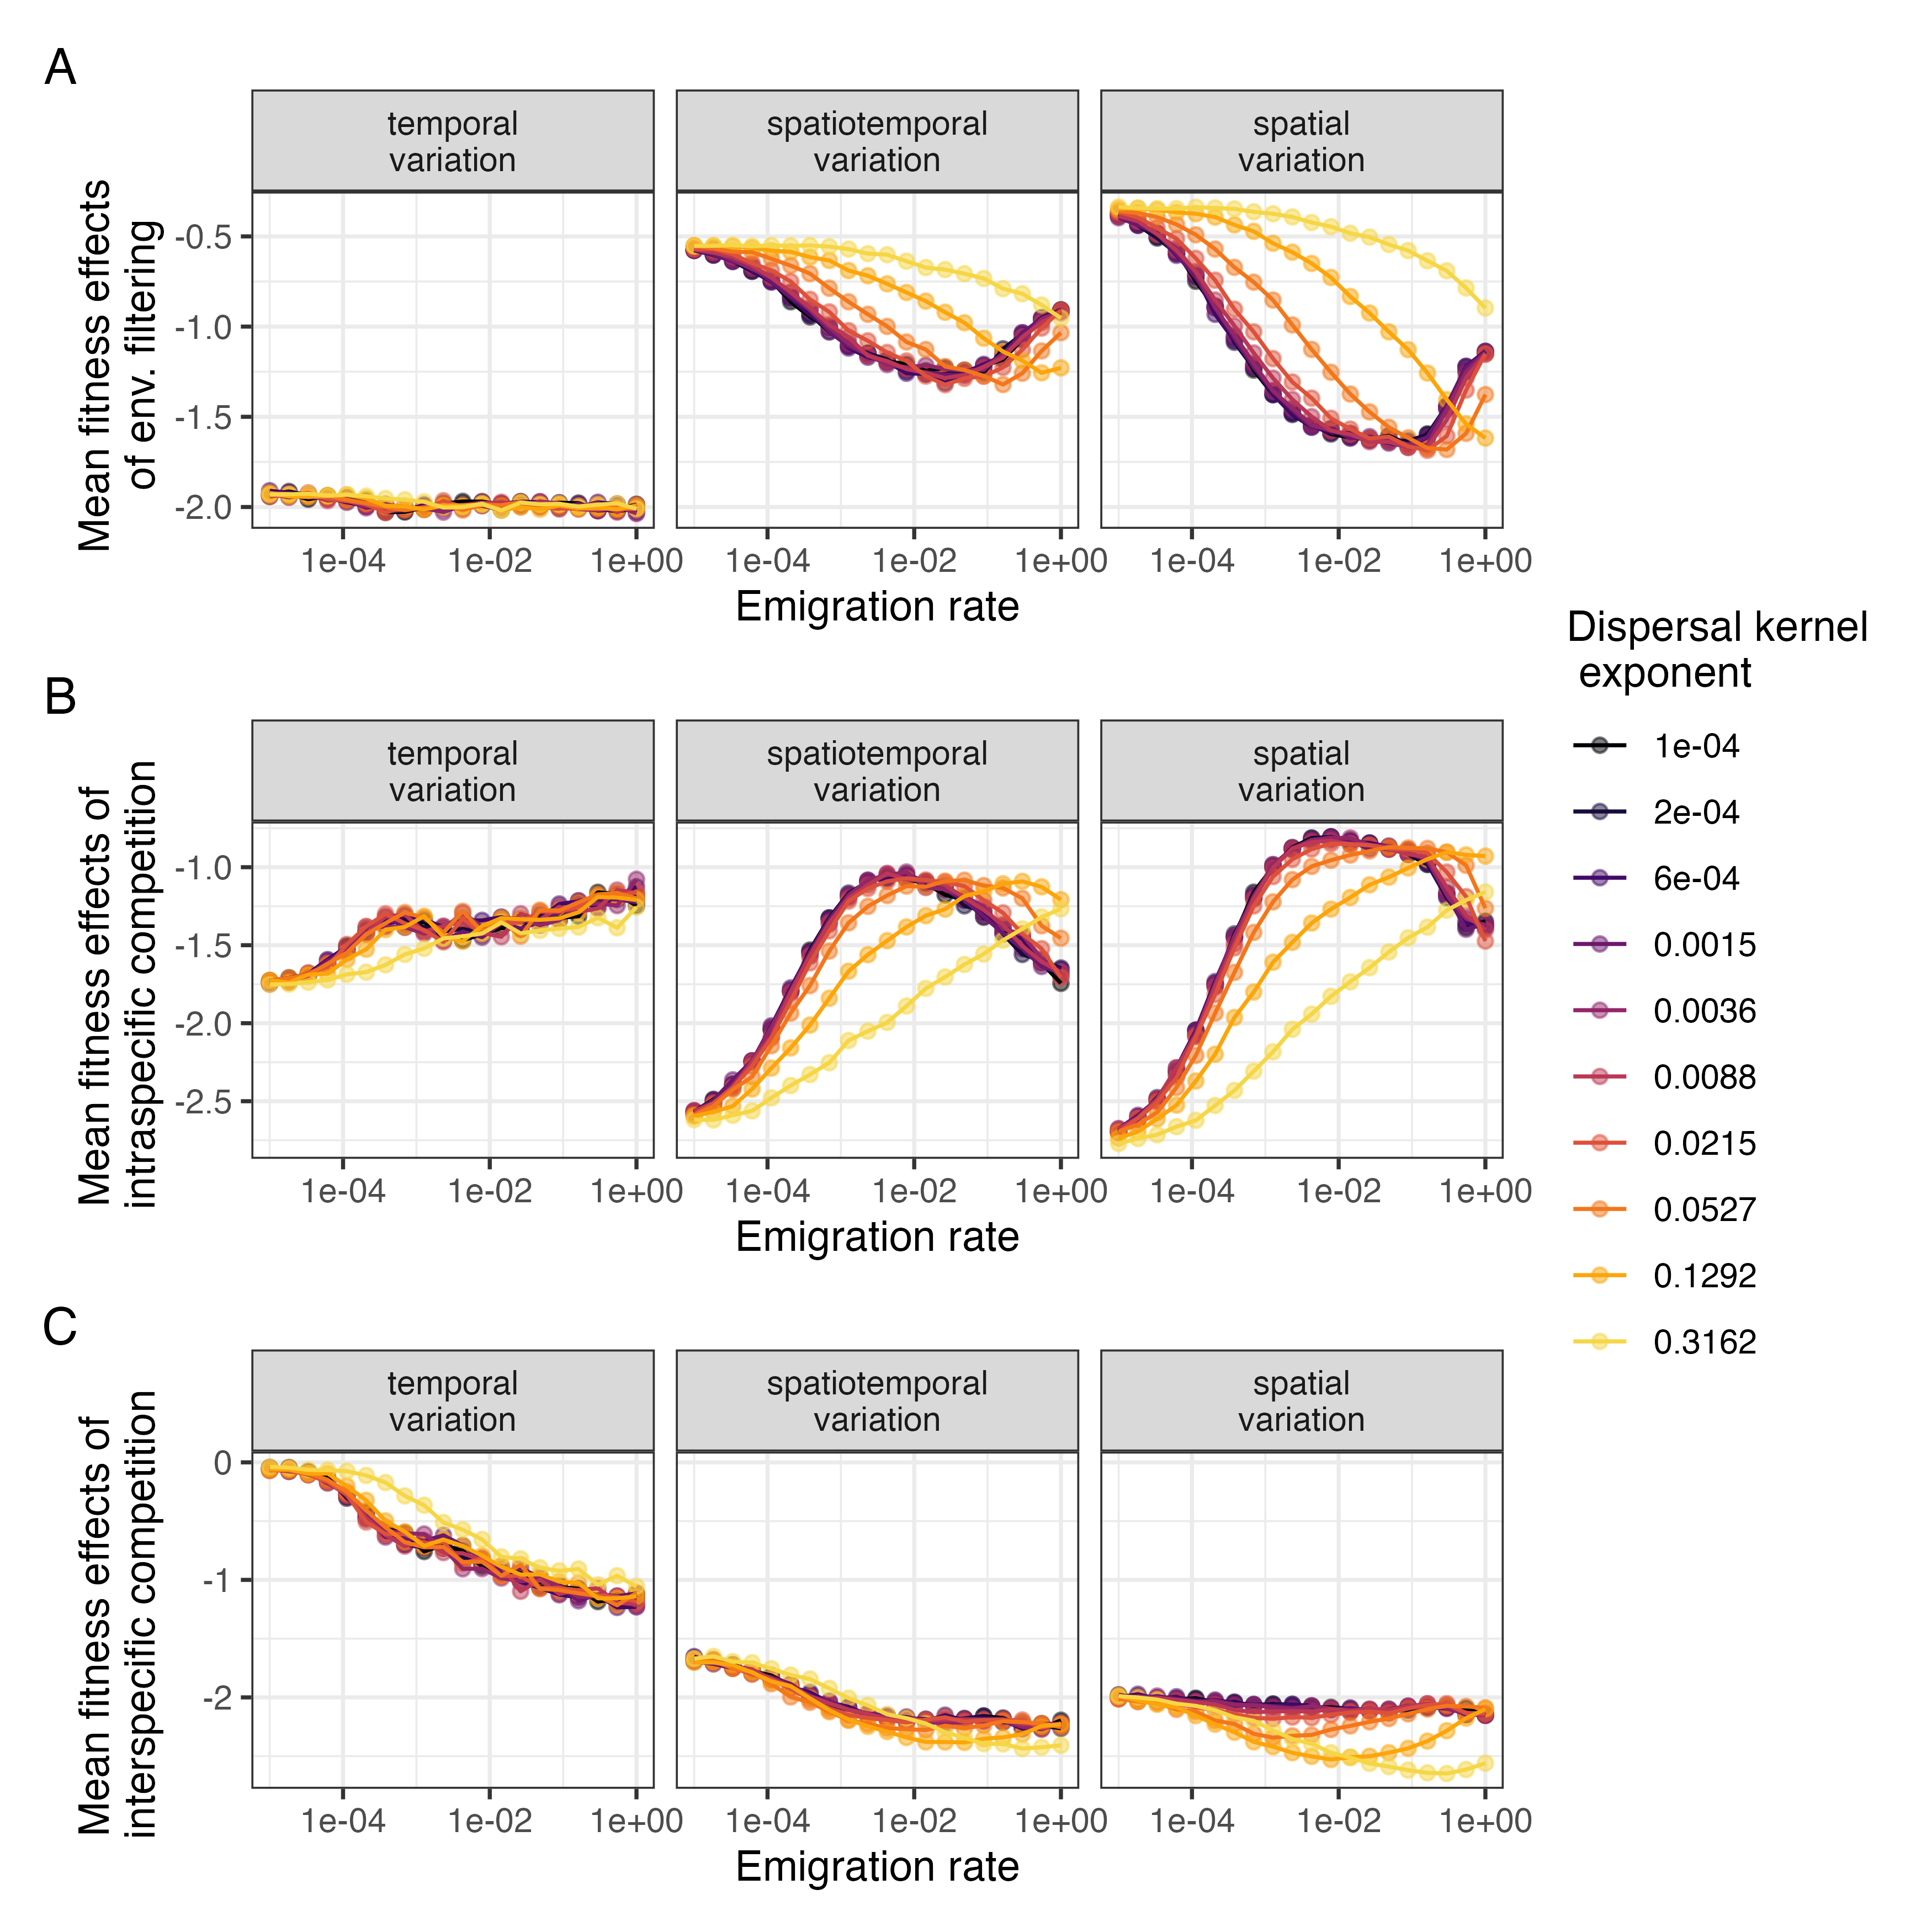 A
temporal
variation
spatiotemporal
variation
spatial
variation
Mean fitness effects
of env. filtering
-0.5
-1.0
-1.5
-2.0
1e-04
1e-02
1e+00
1e-04
1e-02
1e+00
1e-04
1e-02
1e+00
Emigration rate
B
temporal
variation
spatiotemporal
variation
spatial
variation
Mean fitness effects of
intraspecific competition
-1.0
-1.5
-2.0
-2.5
1e-04
1e-02
1e+00
1e-04
1e-02
1e+00
1e-04
1e-02
1e+00
Emigration rate
C
temporal
variation
spatiotemporal
variation
spatial
variation
Mean fitness effects of
interspecific competition
0
-1
-2
1e-04
1e-02
1e+00
1e-04
1e-02
1e+00
1e-04
1e-02
1e+00
Emigration rate
Dispersal kernel
exponent
1e-04
2e-04
6e-04
0.0015
0.0036
0.0088
0.0215
0.0527
0.1292
0.3162